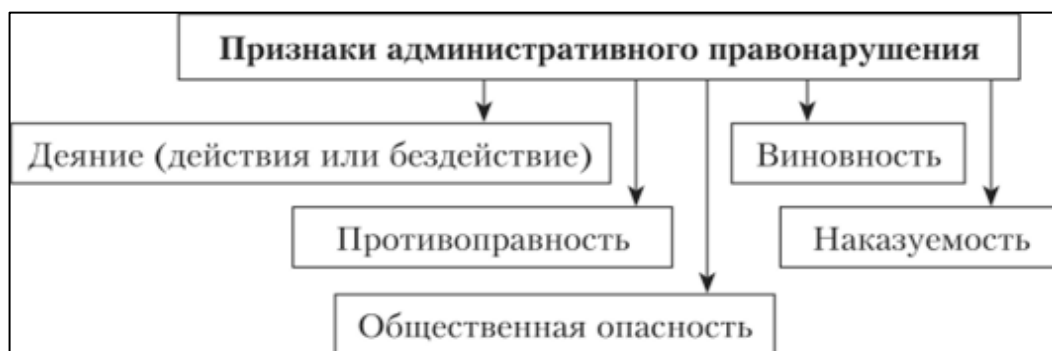 Признаки административного правонарушения
Деяние (действия или бездействие)
Виновность
Противоправность
Наказуемость
Общественная опасность